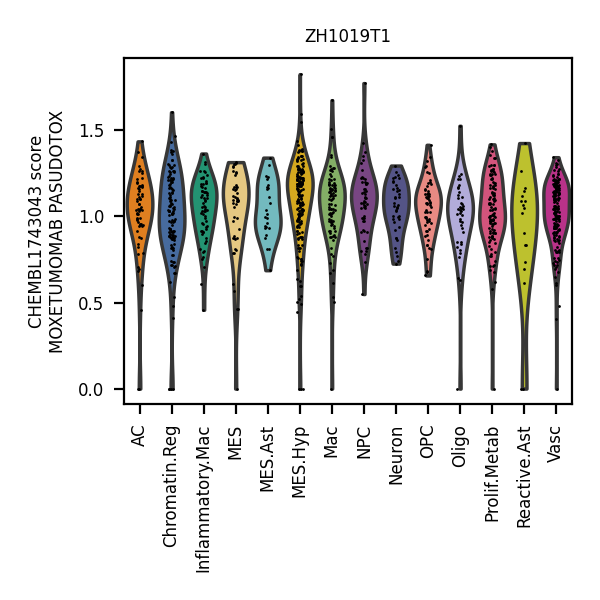 ZH1019T1
CHEMBL1743043 score
MOXETUMOMAB PASUDOTOX
1.5
1.0
0.5
0.0
AC
Chromatin.Reg
Inflammatory.Mac
MES
MES.Ast
MES.Hyp
Mac
NPC
Neuron
OPC
Oligo
Prolif.Metab
Reactive.Ast
Vasc